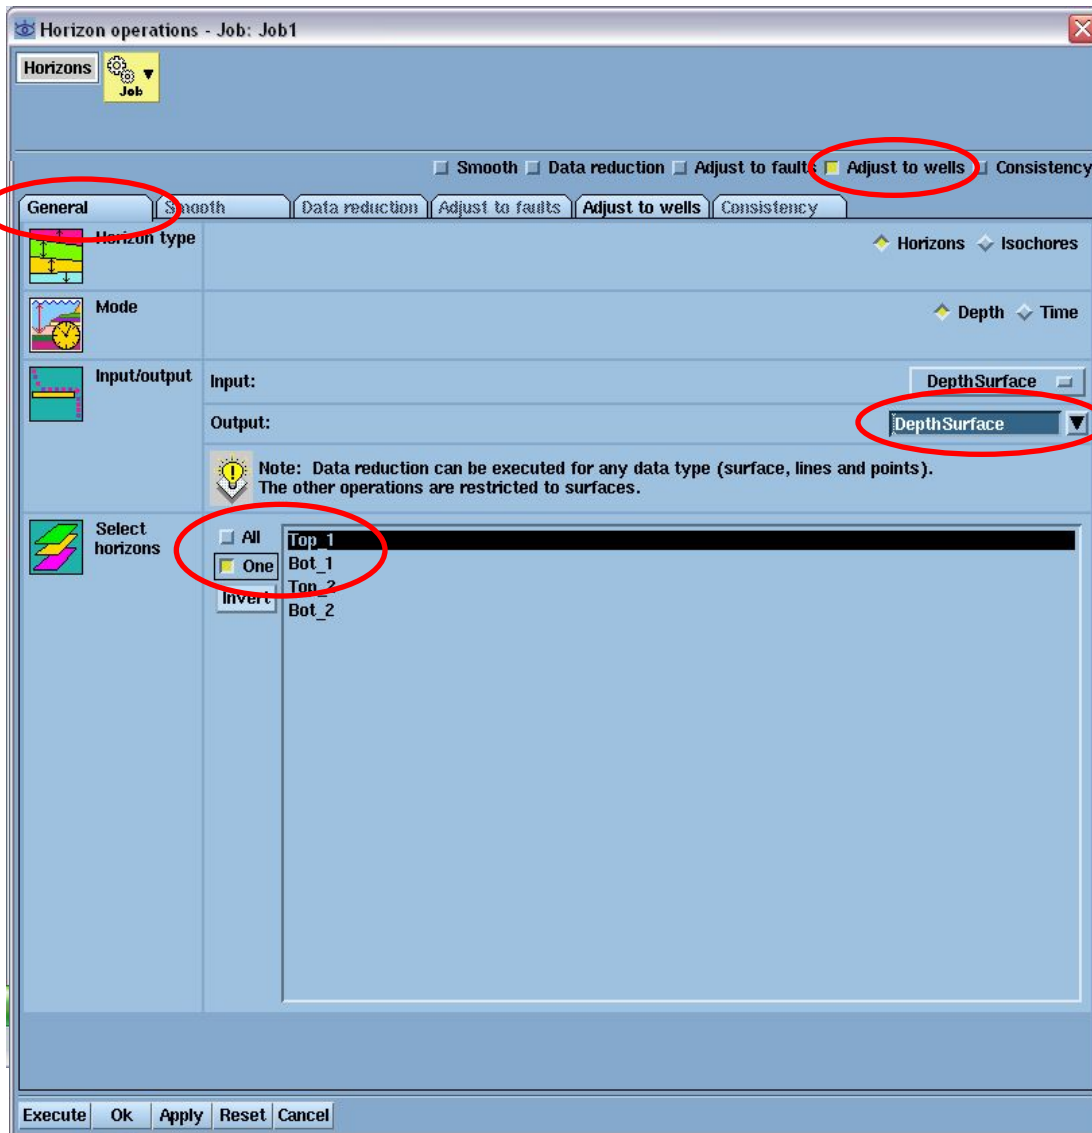 Horizon operations - Job: Job1
Horizons
Job
Smooth Data reduction Adjust to faults Adjust to wells Consistency
General Smooth Data reduction Adjust to faults Adjust to wells Consistency
Horizon type Horizons Isochores
Mode Depth Time
Input/output Input: DepthSurface
Output: DepthSurface
Note: Data reduction can be executed for any data type (surface, lines and points).
The other operations are restricted to surfaces.
Select
horizons
All
One
Invert
Top_1
Bot_1
Top_2
Bot_2
Execute Ok Apply Reset Cancel